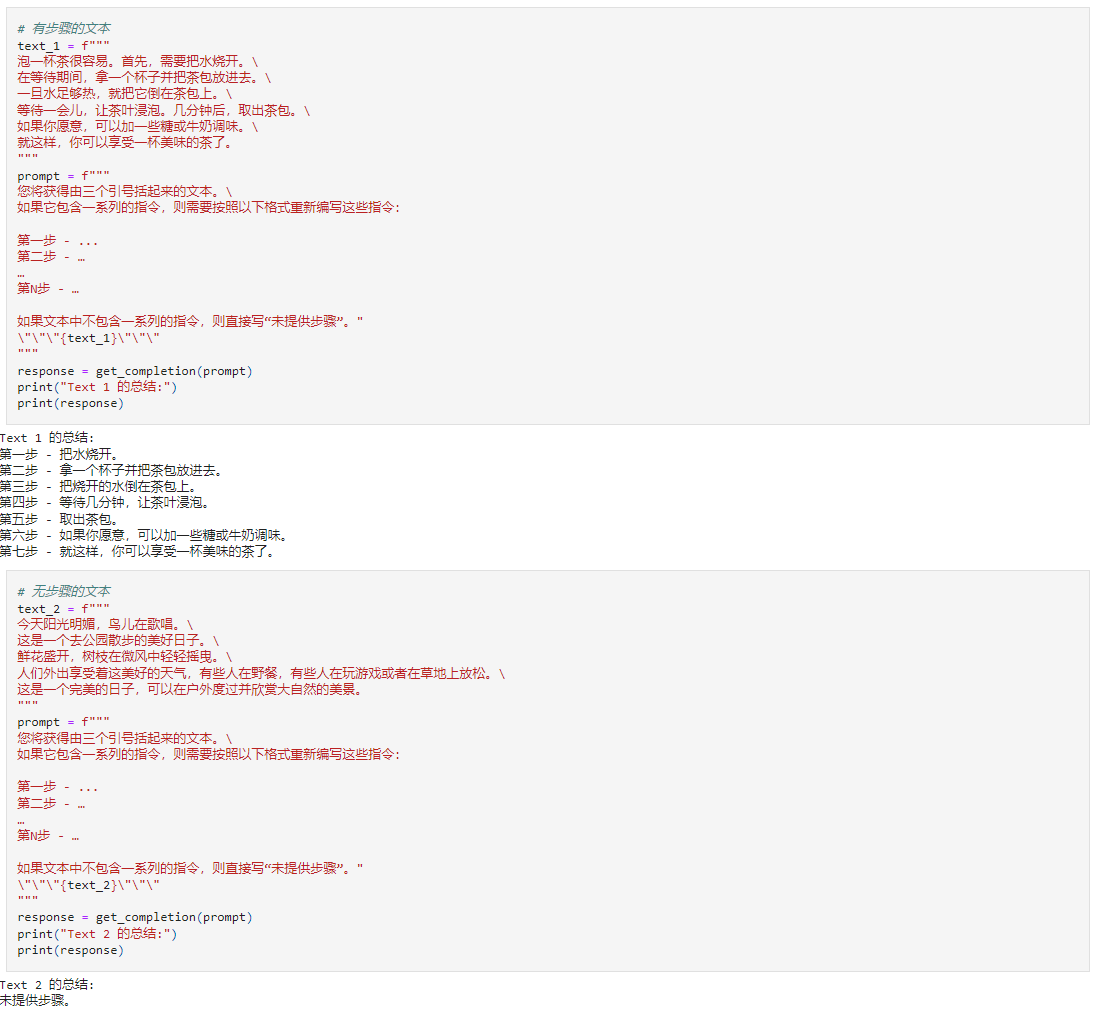 # 有步骤的文本
text_1 = f"""
泡一杯茶很容易。首先，需要把水烧开。\
在等待期间，拿一个杯子并把茶包放进去。\
一旦水足够热，就把它倒在茶包上。\
等待一会儿，让茶叶浸泡。几分钟后，取出茶包。\
如果你愿意，可以加一些糖或牛奶调味。\
就这样，你可以享受一杯美味的茶了。
"""
prompt = f"""
您将获得由三个引号括起来的文本。\
如果它包含一系列的指令，则需要按照以下格式重新编写这些指令：
第一步 - ...
第二步 - …
…
第N步 - …
如果文本中不包含一系列的指令，则直接写“未提供步骤”。"
\"\"\"{text_1}\"\"\"
"""
response = get_completion(prompt)
print("Text 1 的总结:")
print(response)
Text 1 的总结:
第一步 - 把水烧开。
第二步 - 拿一个杯子并把茶包放进去。
第三步 - 把烧开的水倒在茶包上。
第四步 - 等待几分钟，让茶叶浸泡。
第五步 - 取出茶包。
第六步 - 如果你愿意，可以加一些糖或牛奶调味。
第七步 - 就这样，你可以享受一杯美味的茶了。
# 无步骤的文本
text_2 = f"""
今天阳光明媚，鸟儿在歌唱。\
这是一个去公园散步的美好日子。\
鲜花盛开，树枝在微风中轻轻摇曳。\
人们外出享受着这美好的天气，有些人在野餐，有些人在玩游戏或者在草地上放松。\
这是一个完美的日子，可以在户外度过并欣赏大自然的美景。
"""
prompt = f"""
您将获得由三个引号括起来的文本。\
如果它包含一系列的指令，则需要按照以下格式重新编写这些指令：
第一步 - ...
第二步 - …
…
第N步 - …
如果文本中不包含一系列的指令，则直接写“未提供步骤”。"
\"\"\"{text_2}\"\"\"
"""
response = get_completion(prompt)
print("Text 2 的总结:")
print(response)
Text 2 的总结:
未提供步骤。